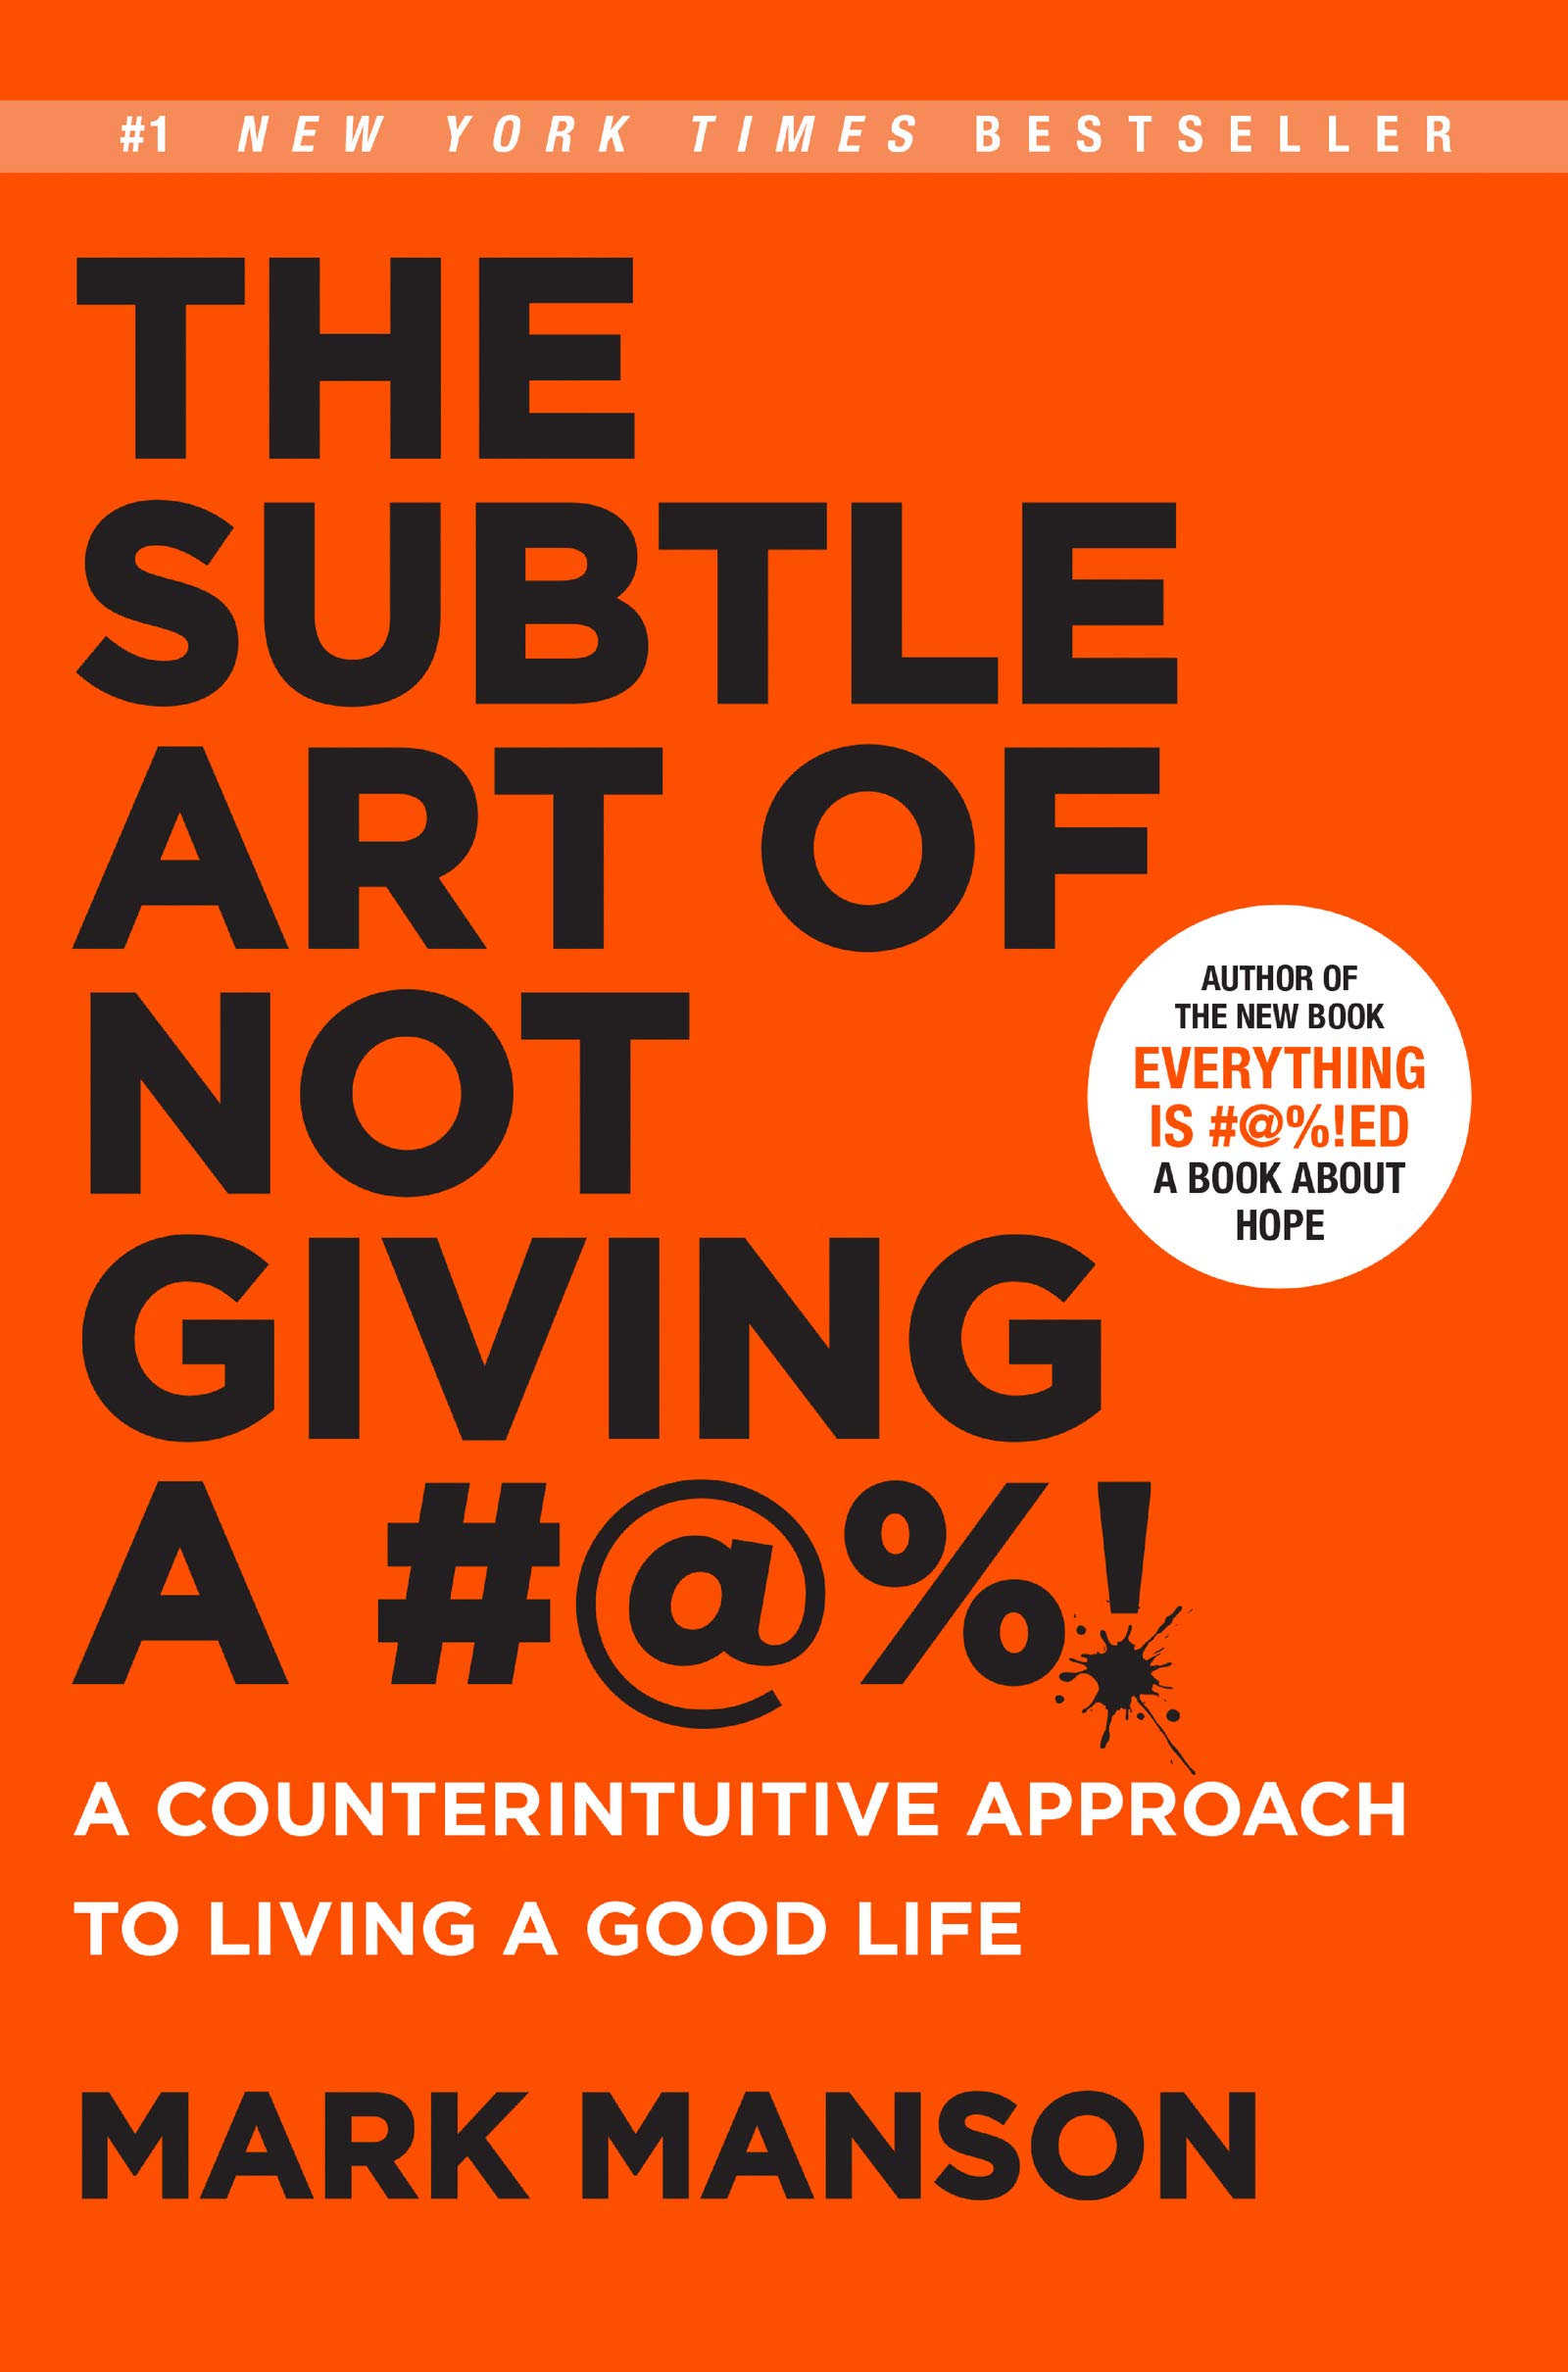 #1 NEW YORK TIMES BESTSELLER
THE
SUBTLE
ART OF
NOT
GIVING
A #@%!
AUTHOR OF
THE NEW BOOK
EVERYTHING
IS #@%!ED
A BOOK ABOUT
HOPE
A COUNTERINTUITIVE APPROACH
TO LIVING A GOOD LIFE
MARK MANSON